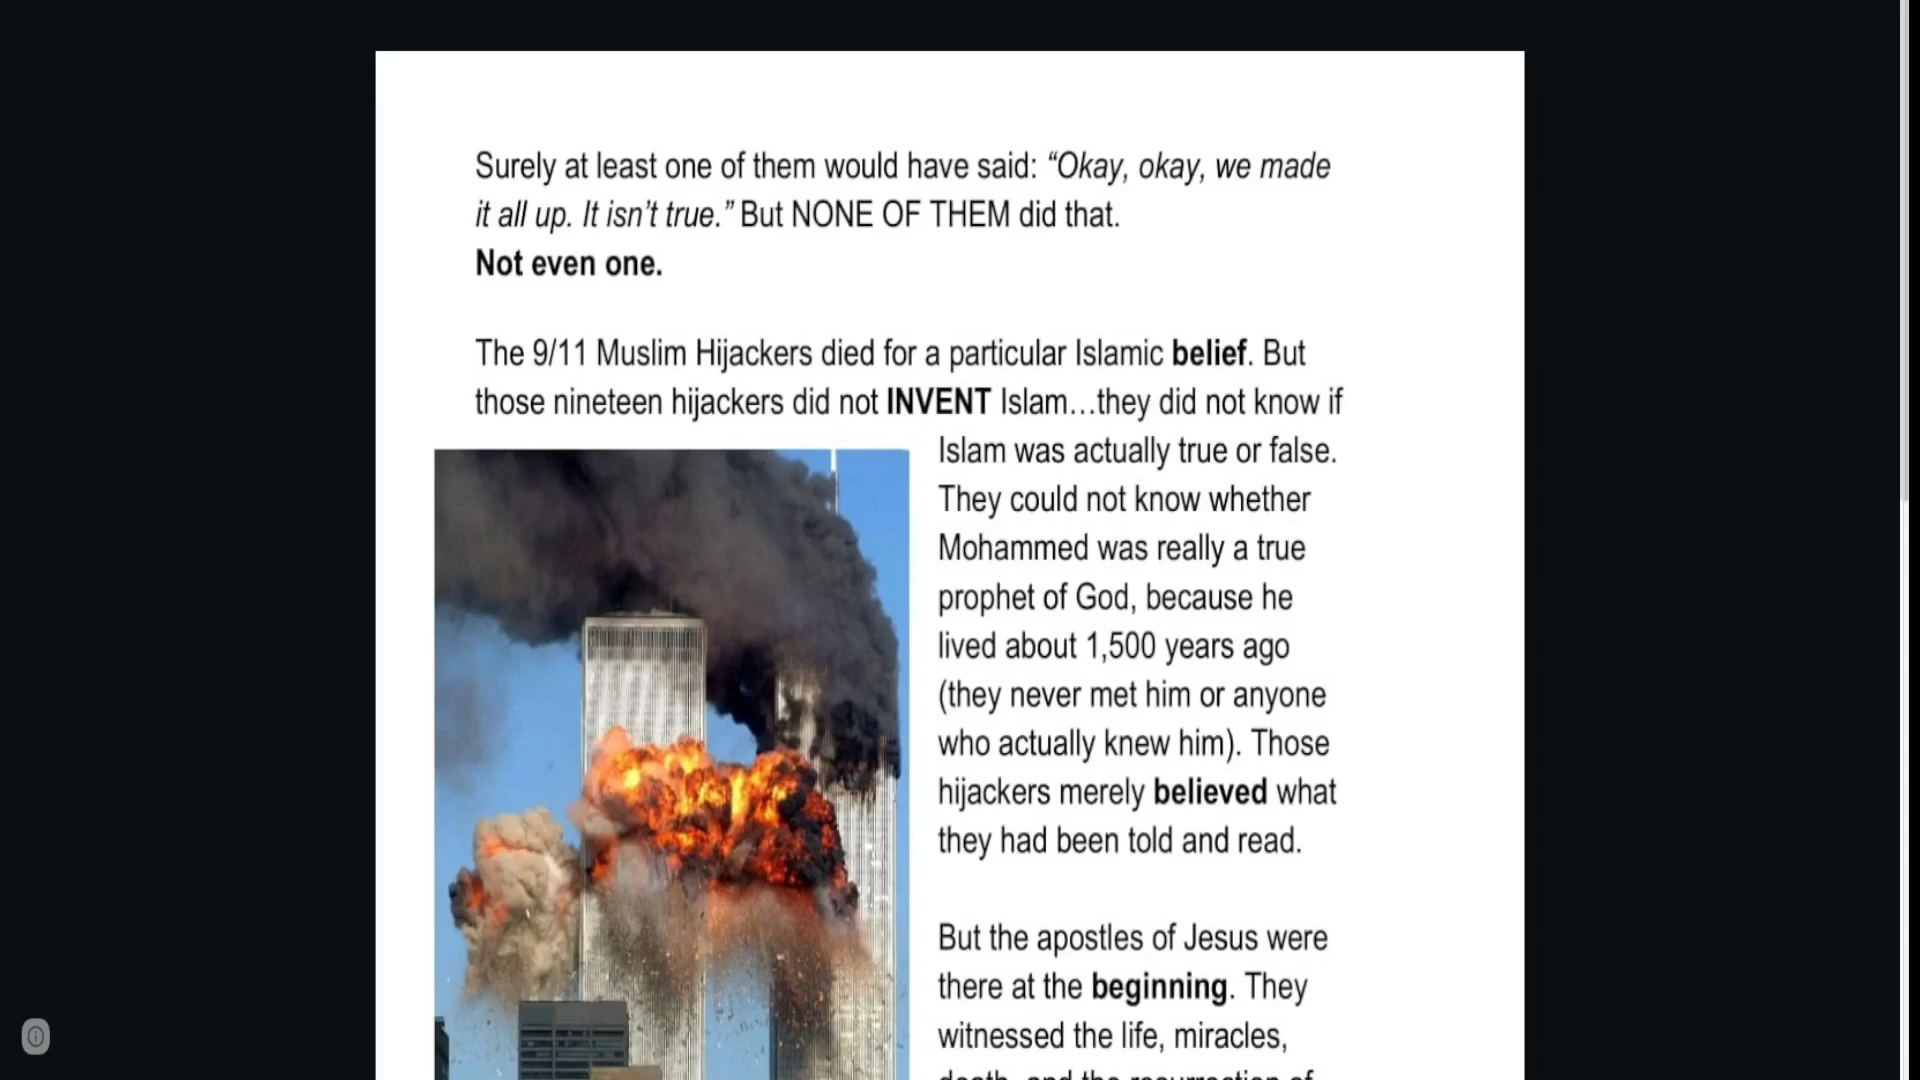 Surely at least one of them would have said: “Okay, okay, we made
it all up. It isn’t true.” But NONE OF THEM did that.
Not even one.
The 9/11 Muslim Hijackers died for a particular Islamic belief. But
those nineteen hijackers did not INVENT Islam…they did not know if
Islam was actually true or false.
They could not know whether
Mohammed was really a true
prophet of God, because he
lived about 1,500 years ago
(they never met him or anyone
who actually knew him). Those
hijackers merely believed what
they had been told and read.
But the apostles of Jesus were
there at the beginning. They
witnessed the life, miracles,
death, and the resurrection of